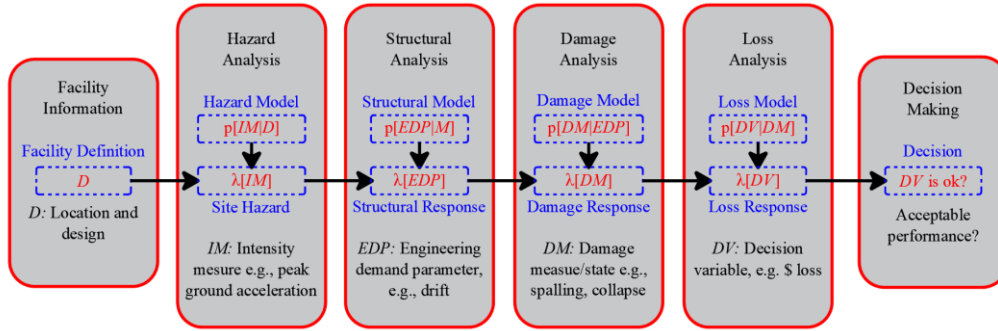 Facility
Information
Facility Definition
D
D: Location and
design
Hazard
Analysis
Hazard Model
p[IM|D]
λ[IM]
Site Hazard
IM: Intensity
mesure e.g., peak
ground acceleration
Structural
Analysis
Structural Model
p[EDP|M]
λ[EDP]
Structural Response
EDP: Engineering
demand parameter,
e.g., drift
Damage
Analysis
Damage Model
p[DM|EDP]
λ[DM]
Damage Response
DM: Damage
measue/state e.g.,
spalling, collapse
Loss
Analysis
Loss Model
p[DV|DM]
λ[DV]
Loss Response
DV: Decision
variable, e.g. $ loss
Decision
Making
Decision
DV is ok?
Acceptable
performance?